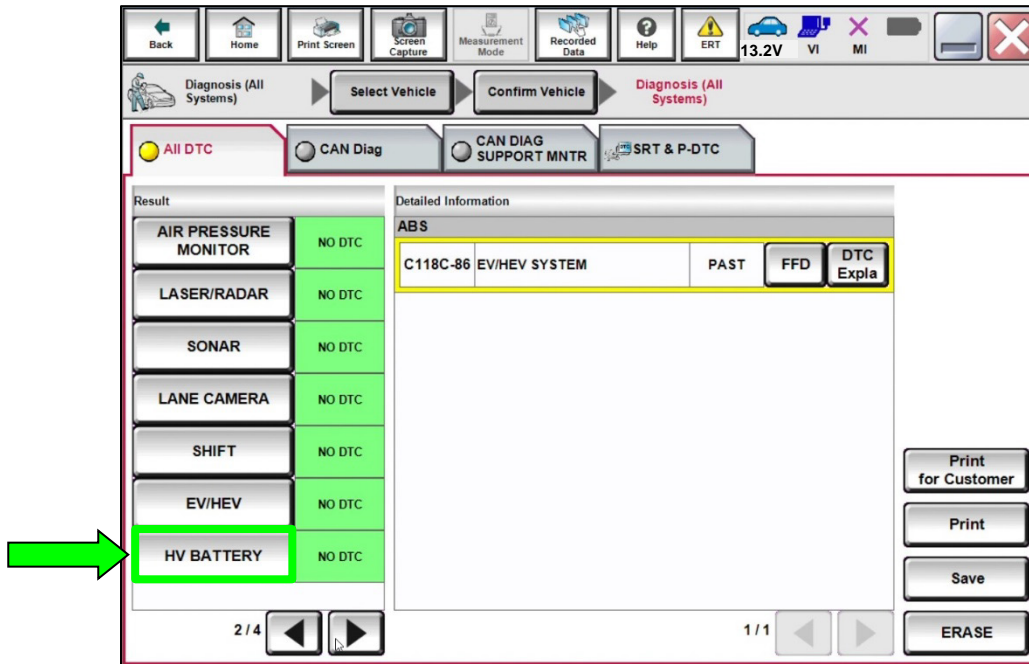 Back
Home
Print Screen
Screen
Capture
Measurement
Mode
Recorded
Data
Help
ERT
13.2V
VI
MI
Diagnosis (All
Systems)
Select Vehicle
Confirm Vehicle
Diagnosis (All
Systems)
All DTC
CAN Diag
CAN DIAG
SUPPORT MNTR
SRT & P-DTC
Result
Detailed Information
AIR PRESSURE
MONITOR
NO DTC
LASER/RADAR
NO DTC
SONAR
NO DTC
LANE CAMERA
NO DTC
SHIFT
NO DTC
EV/HEV
NO DTC
HV BATTERY
NO DTC
2/4
ABS
C118C-86 EV/HEV SYSTEM PAST FFD DTC
Expla
1/1
Print
for Customer
Print
Save
ERASE